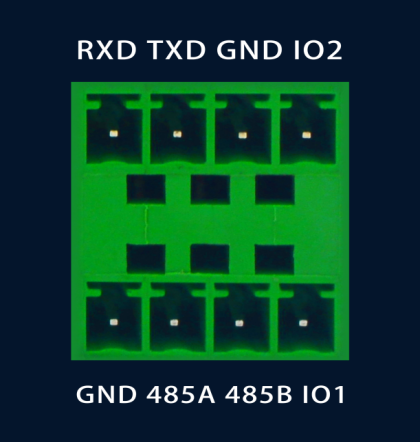 RXD TXD GND IO2
GND 485A 485B IO1